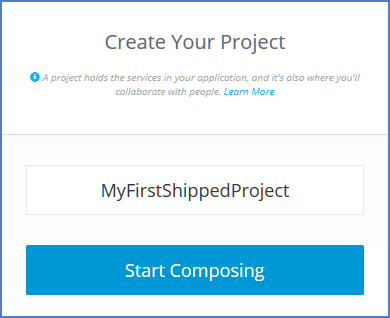 Create Your Project
A project holds the services in your application, and it's also where you'll
collaborate with people. Learn More
MyFirstShippedProject
Start Composing